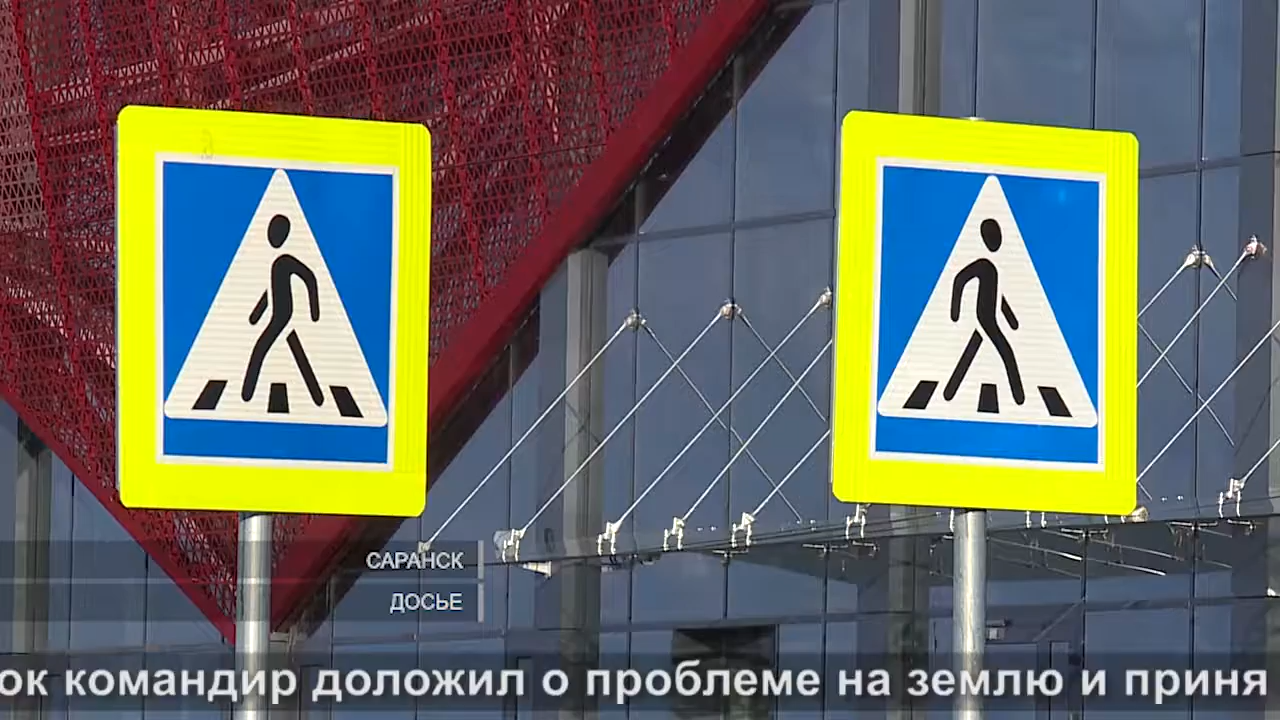 САРАНСК
ДОСЬЕ
ок командир доложил о проблеме на землю и приня